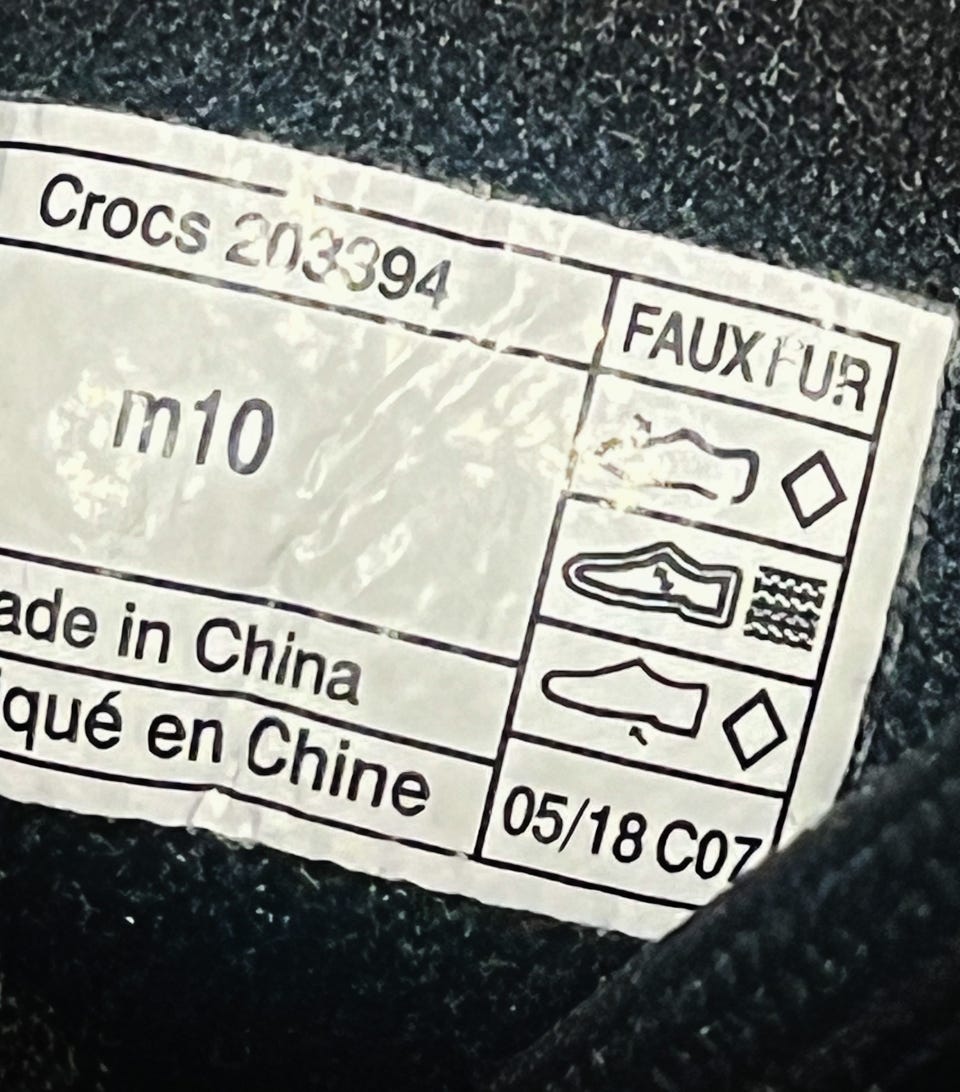 Crocs 203394
FAUX FUR
m10
ade in China
iqué en Chine
05/18 C07